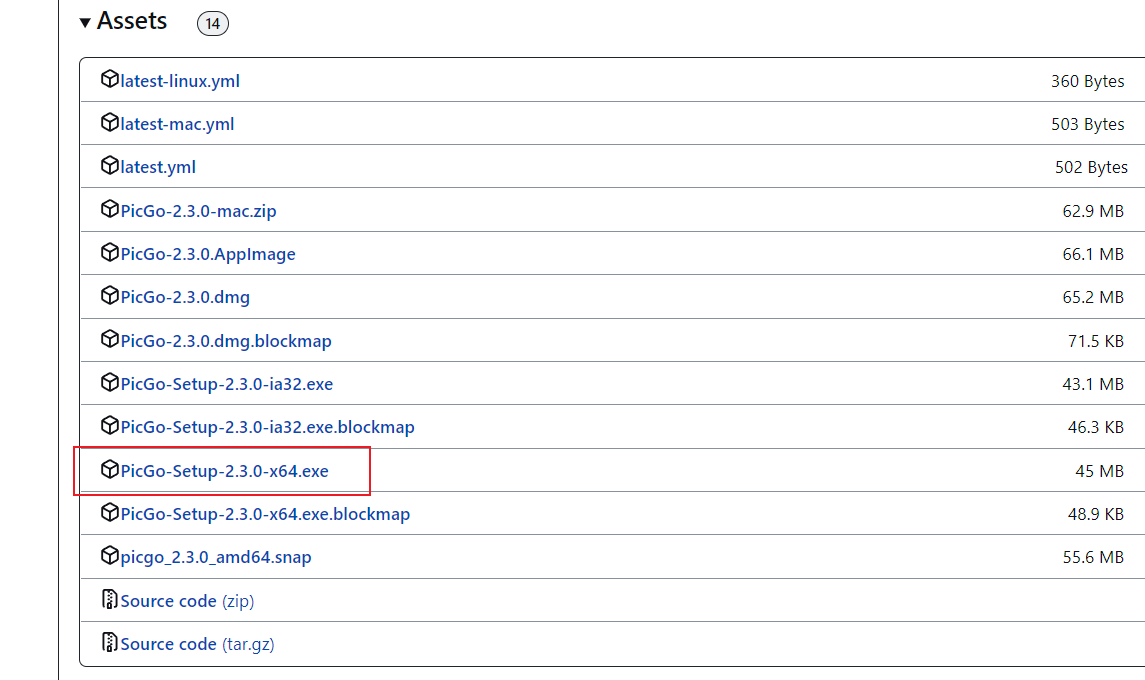 Assets 14
latest-linux.yml 360 Bytes
latest-mac.yml 503 Bytes
latest.yml 502 Bytes
PicGo-2.3.0-mac.zip 62.9 MB
PicGo-2.3.0.AppImage 66.1 MB
PicGo-2.3.0.dmg 65.2 MB
PicGo-2.3.0.dmg.blockmap 71.5 KB
PicGo-Setup-2.3.0-ia32.exe 43.1 MB
PicGo-Setup-2.3.0-ia32.exe.blockmap 46.3 KB
PicGo-Setup-2.3.0-x64.exe 45 MB
PicGo-Setup-2.3.0-x64.exe.blockmap 48.9 KB
picgo_2.3.0_amd64.snap 55.6 MB
Source code (zip)
Source code (tar.gz)